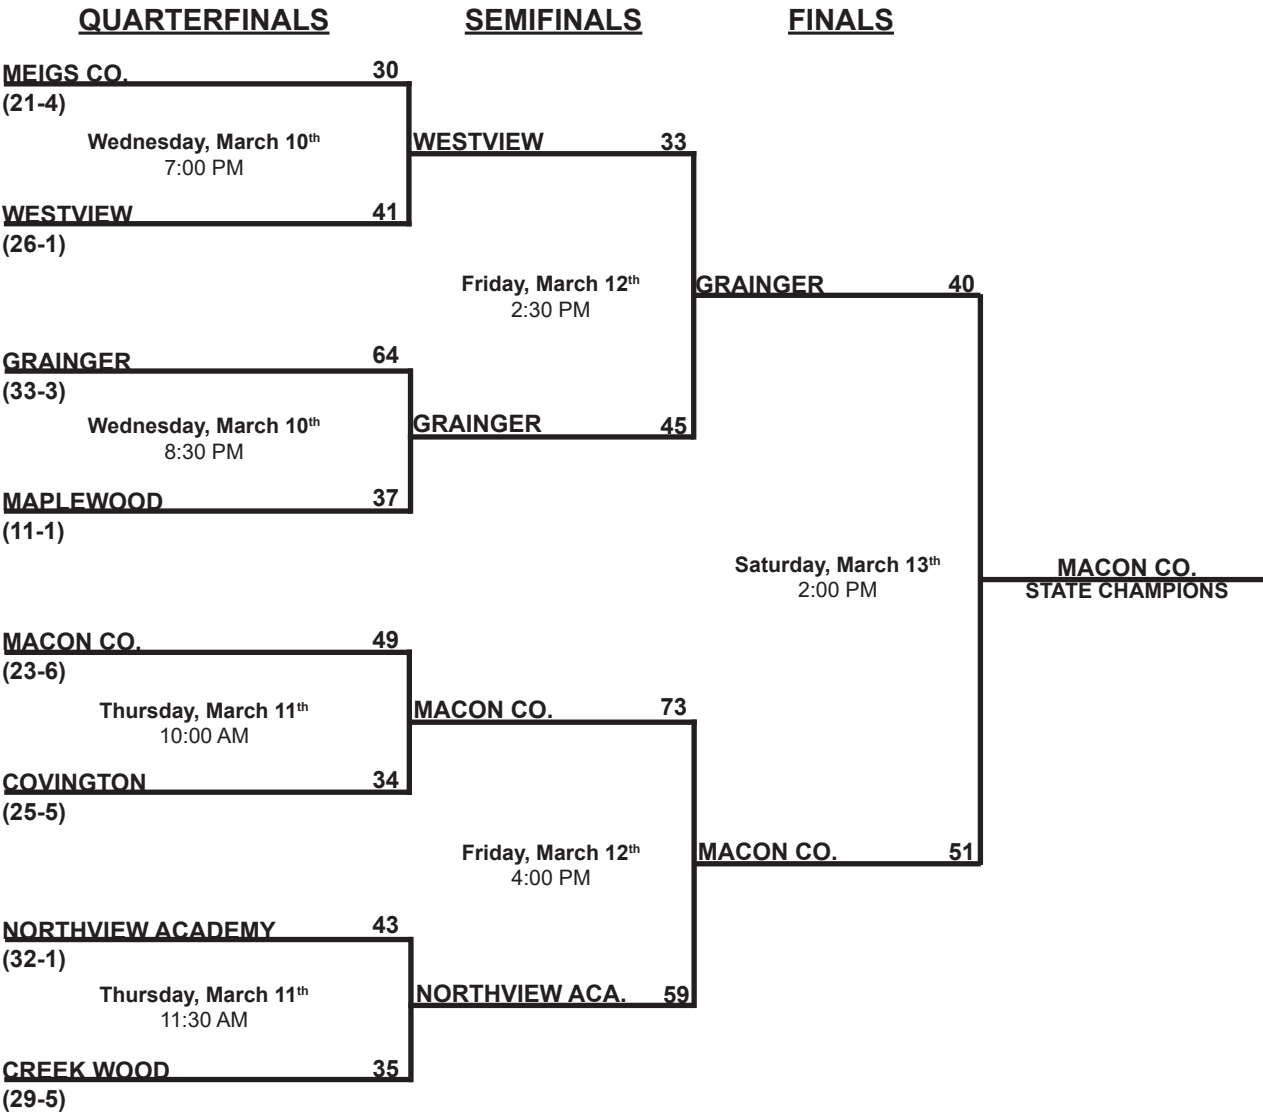 QUARTERFINALS
SEMIFINALS
FINALS
MEIGS CO. 30
(21-4)
Wednesday, March 10th
7:00 PM
WESTVIEW 41
(26-1)
WESTVIEW 33
Friday, March 12th
2:30 PM
GRAINGER 64
(33-3)
Wednesday, March 10th
8:30 PM
MAPLEWOOD 37
(11-1)
GRAINGER 45
GRAINGER 40
Saturday, March 13th
2:00 PM
MACON CO.
STATE CHAMPIONS
MACON CO. 49
(23-6)
Thursday, March 11th
10:00 AM
COVINGTON 34
(25-5)
MACON CO. 73
Friday, March 12th
4:00 PM
MACON CO. 51
NORTHVIEW ACADEMY 43
(32-1)
Thursday, March 11th
11:30 AM
CREEK WOOD 35
(29-5)
NORTHVIEW ACA. 59